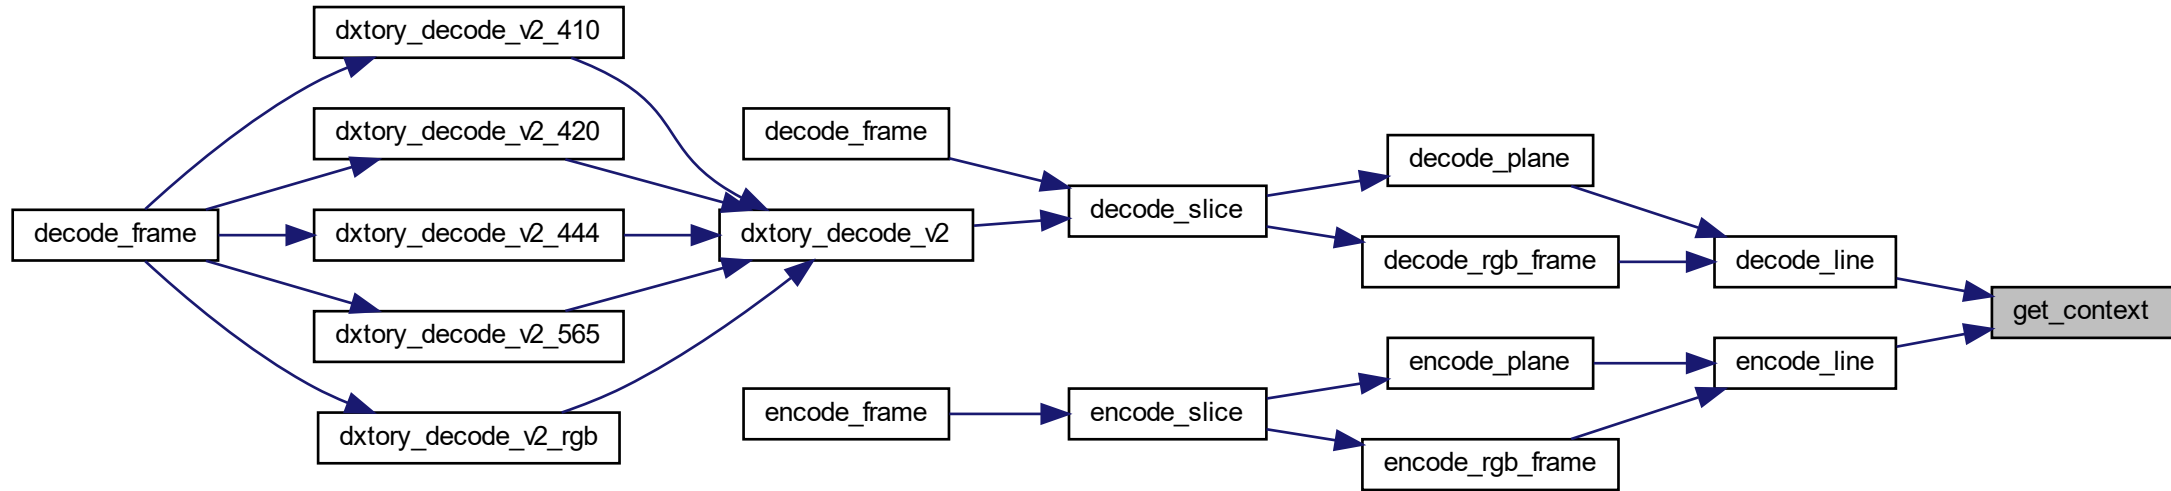 decode_frame
dxtory_decode_v2_410
dxtory_decode_v2_420
dxtory_decode_v2_444
dxtory_decode_v2_565
dxtory_decode_v2_rgb
decode_frame
dxtory_decode_v2
encode_frame
decode_slice
encode_slice
decode_plane
decode_rgb_frame
encode_plane
encode_rgb_frame
decode_line
encode_line
get_context